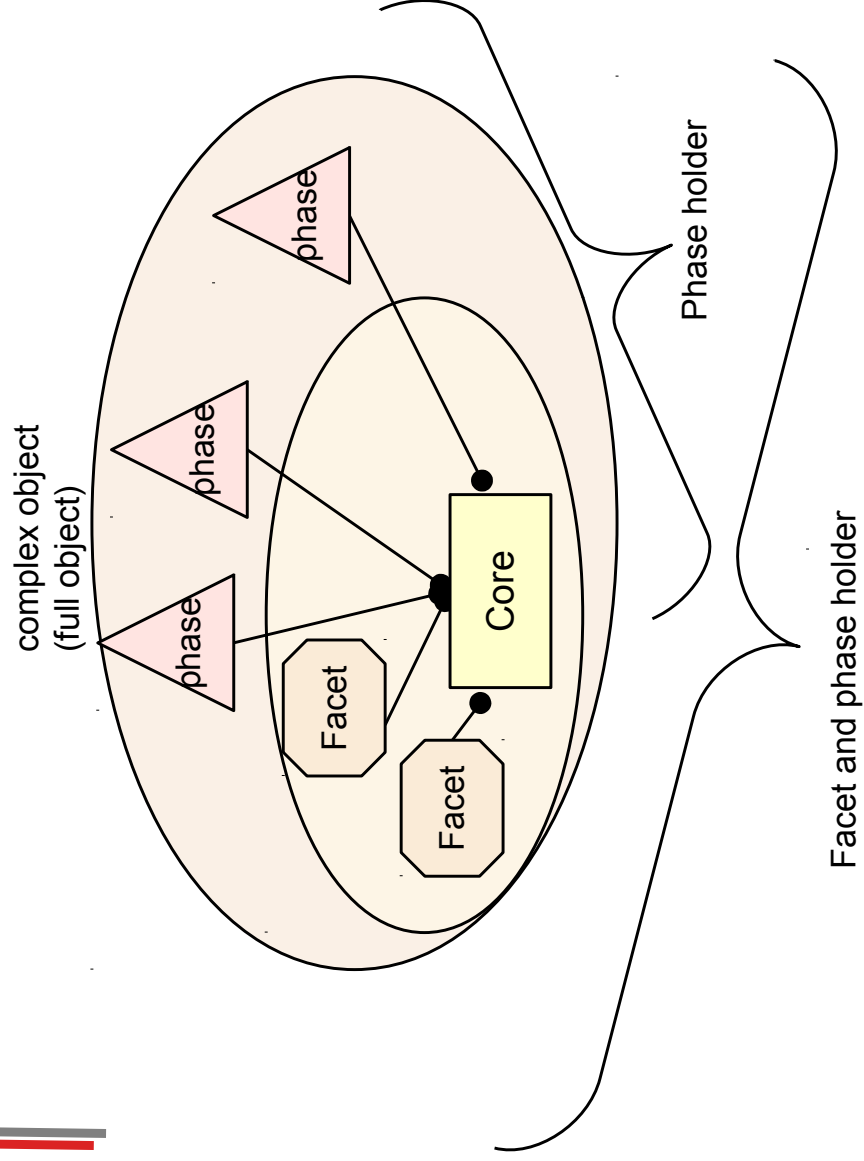 complex object
(full object)
phase
phase
phase
Facet
Facet
Core
Phase holder
Facet and phase holder